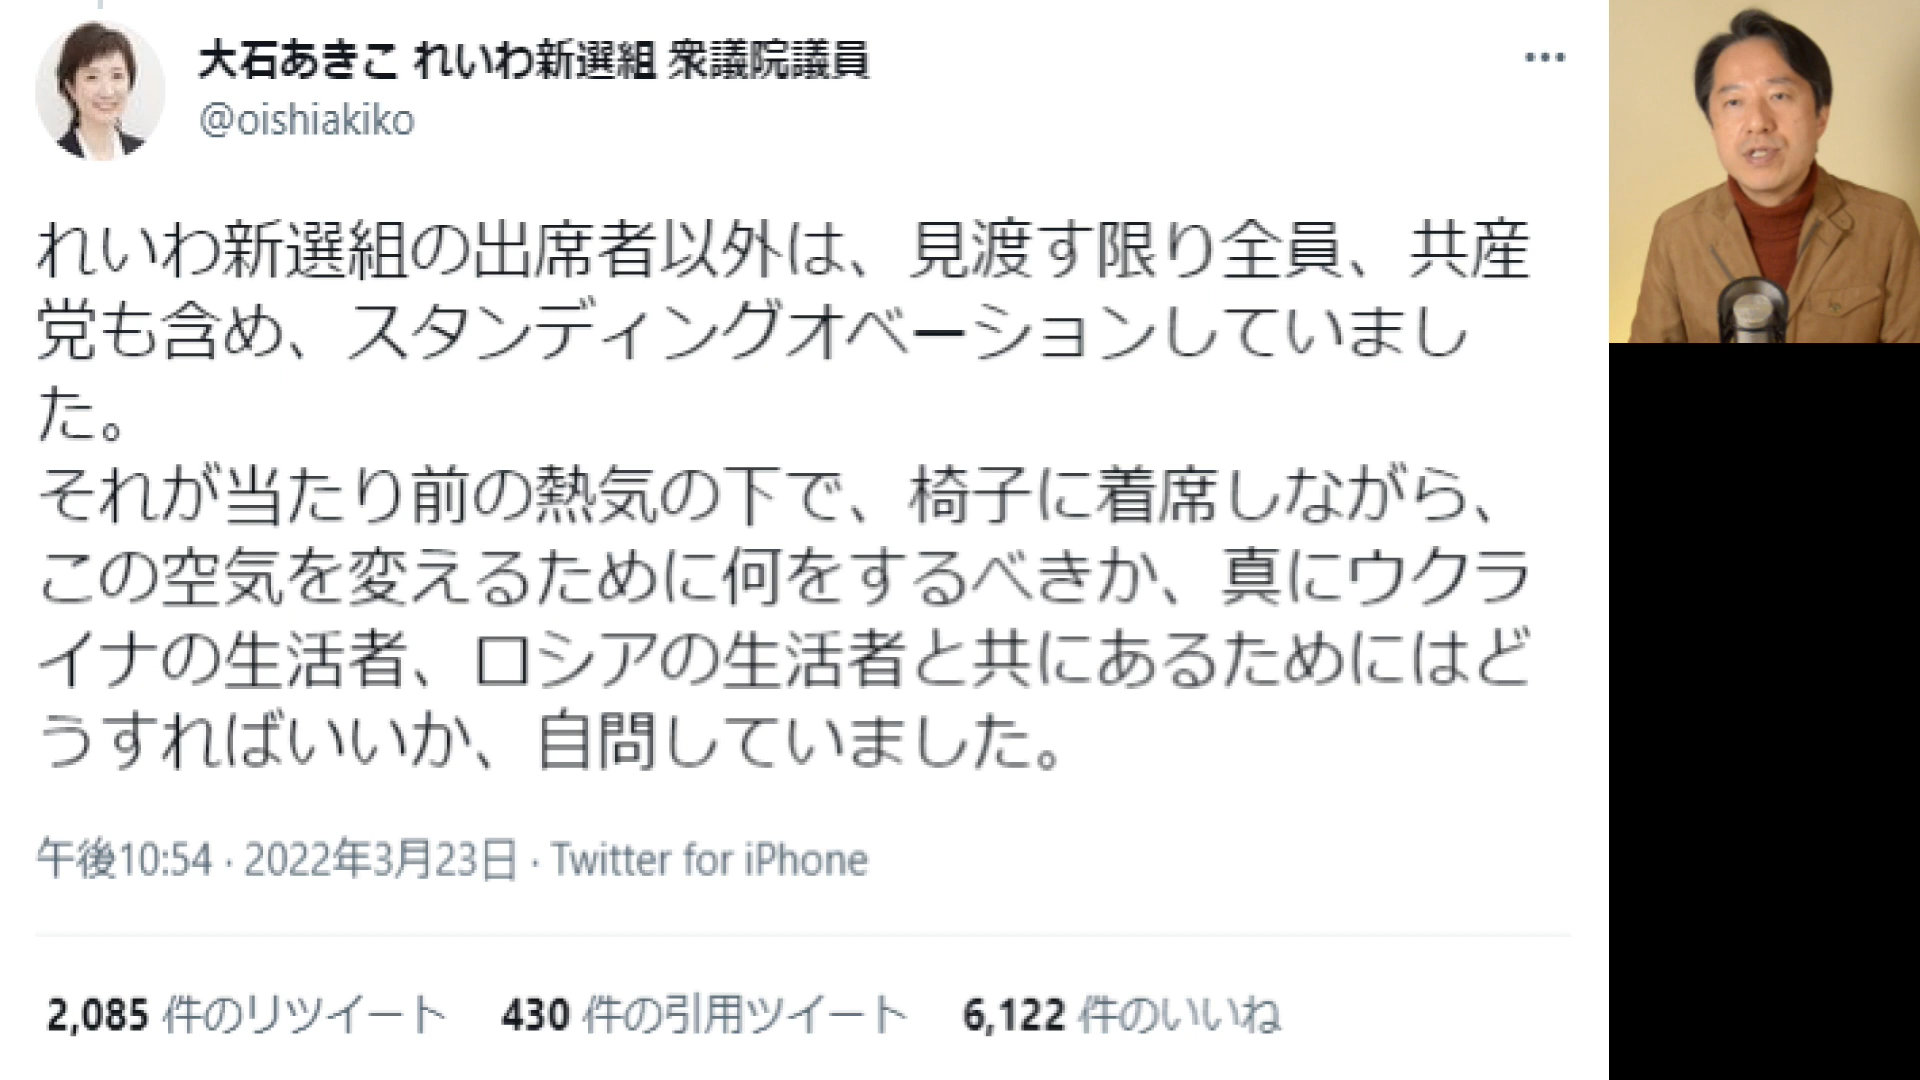 大石あきこ れいわ新選組 衆議院議員
@oishiakiko
れいわ新選組の出席者以外は、見渡す限り全員、共産
党も含め、スタンディングオベーションしていまし
た。
それが当たり前の熱気の下で、椅子に着席しながら、
この空気を変えるために何をするべきか、真にウクラ
イナの生活者、ロシアの生活者と共にあるためにはど
うすればいいか、自問していました。
午後10:54 · 2022年3月23日 · Twitter for iPhone
2,085 件のリツイート 430 件の引用ツイート 6,122 件のいいね